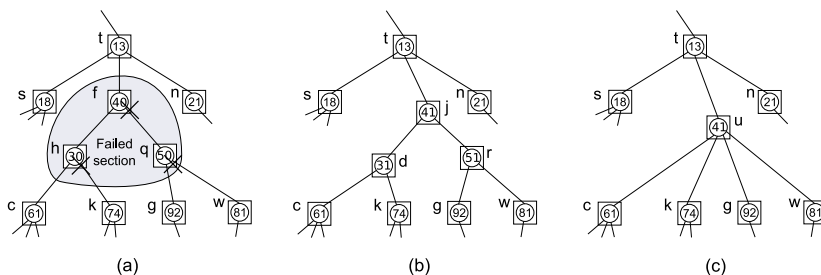 t 13
s 18
f 40
n 21
Failed
section
h 30
q 50
c 61
k 74
g 92
w 81
(a)
t 13
s 18
n 21
41 j
31 d
51 r
c 61
k 74
g 92
w 81
(b)
t 13
s 18
n 21
41 u
c 61
k 74
g 92
w 81
(c)